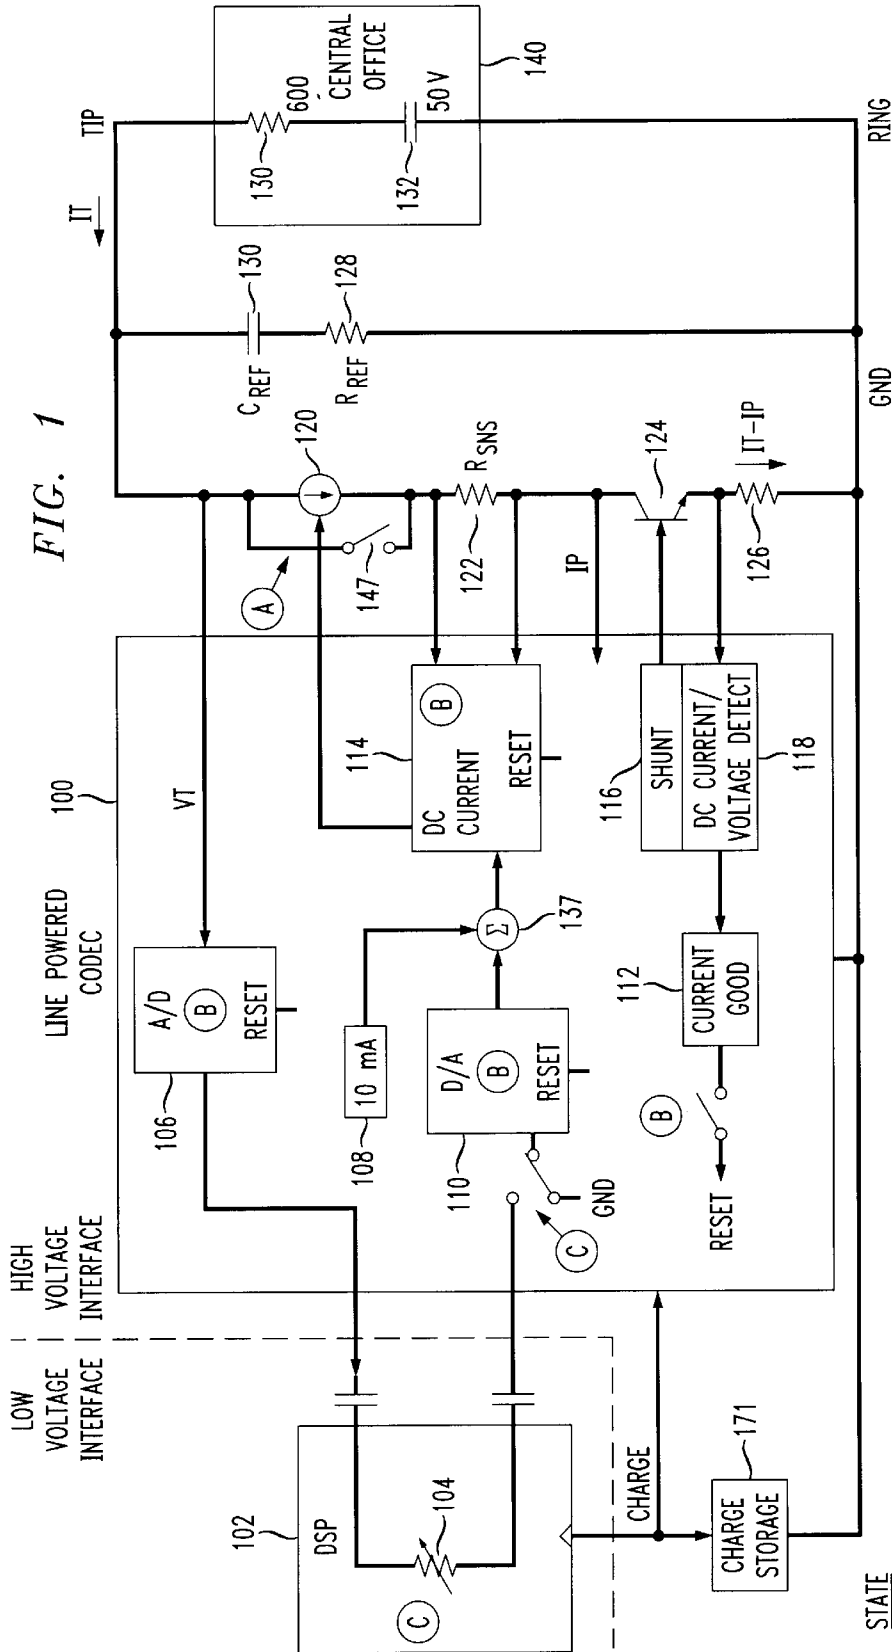 FIG. 1
LOW
VOLTAGE
INTERFACE
HIGH
VOLTAGE
INTERFACE
LINE POWERED
CODEC
100
102
DSP
104
C
106
A/D
B
RESET
VT
108
10 mA
110
D/A
B
RESET
C
GND
137
Σ
114
DC
CURRENT
B
RESET
A
147
120
122
R SNS
IP
124
126
IT-IP
116
SHUNT
DC CURRENT/
VOLTAGE DETECT
118
112
CURRENT
GOOD
B
RESET
C REF
130
R REF
128
IT
TIP
600
130
CENTRAL
OFFICE
132
50 V
140
GND
RING
CHARGE
CHARGE
STORAGE
171
STATE